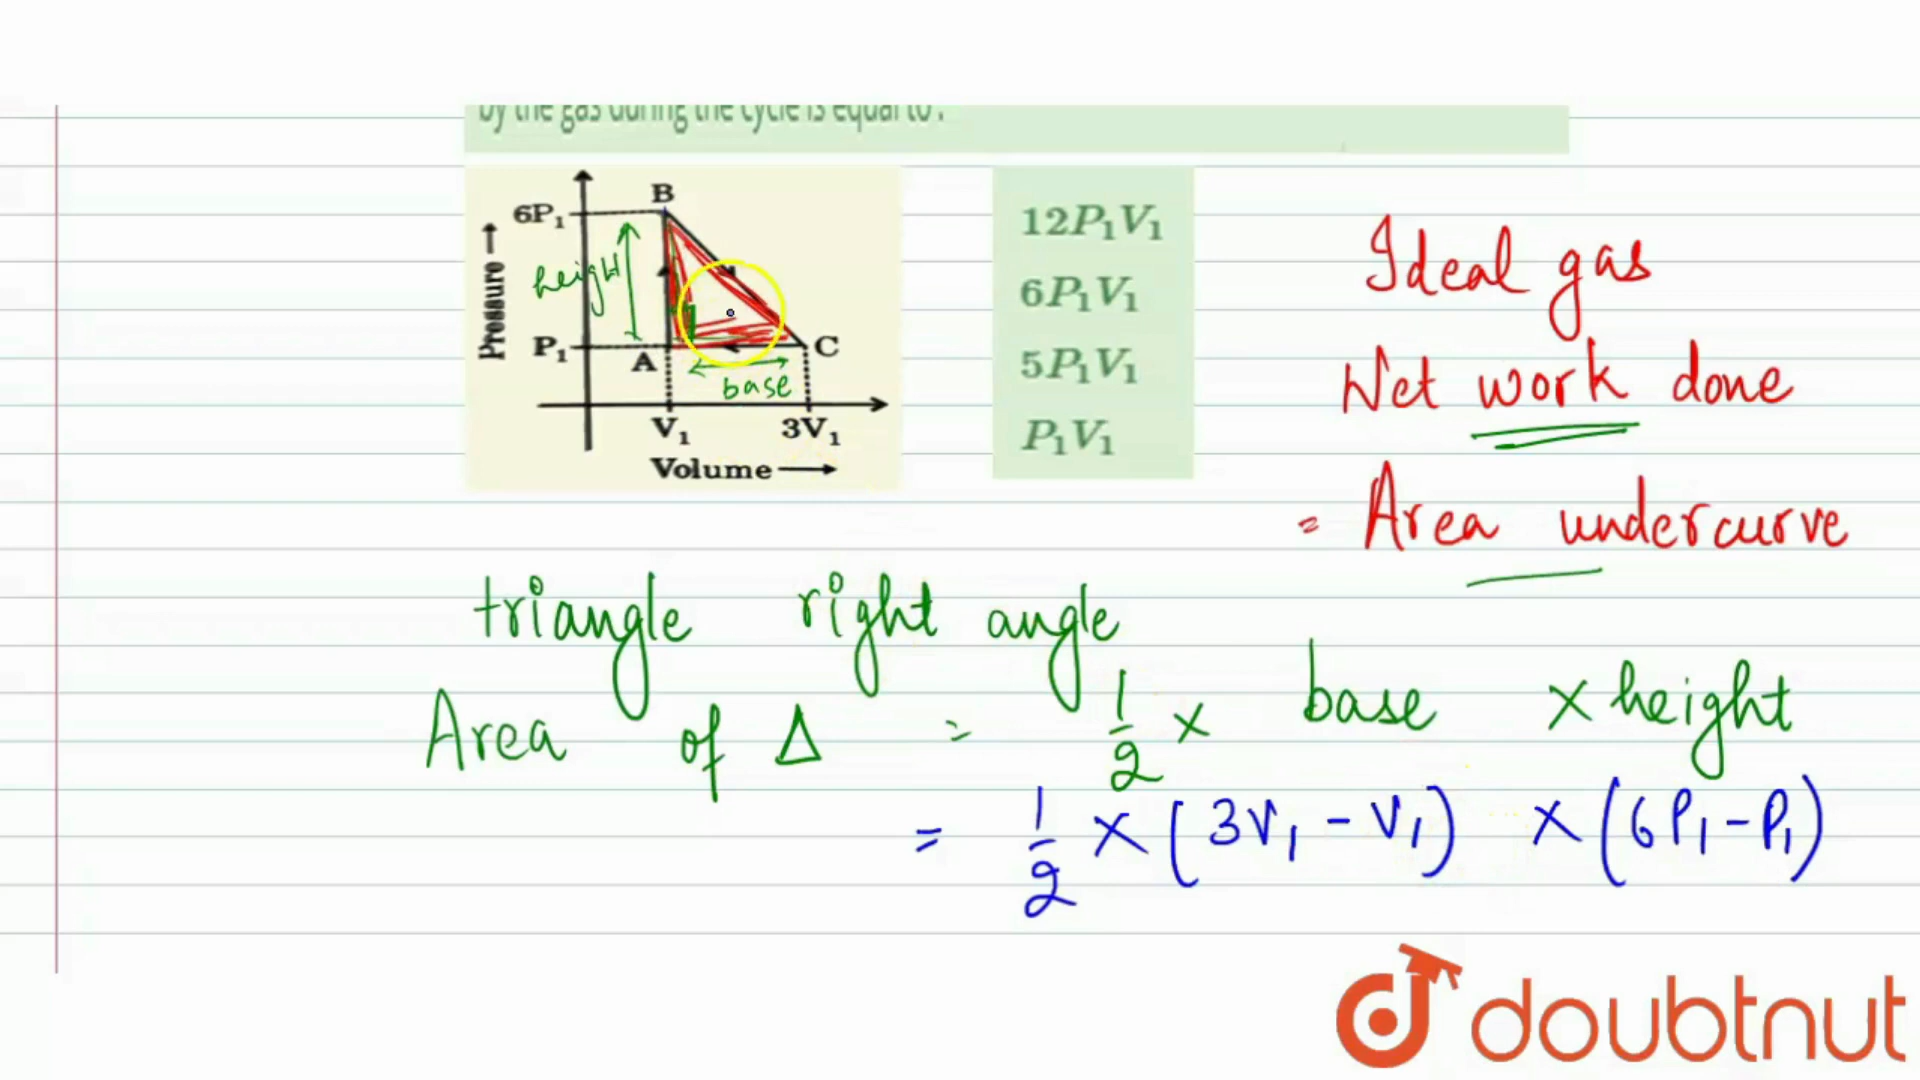 by the gas during the cycle is equal to?
B
6P₁
height
Pressure
P₁
A
C
base
V₁
3V₁
Volume
12P₁V₁
6P₁V₁
5P₁V₁
P₁V₁
Ideal gas
Net work done
= Area undercurve
triangle right angle
Area of Δ = 1/2 × base × height
= 1/2 × (3V₁ - V₁) × (6P₁ - P₁)
doubtnut